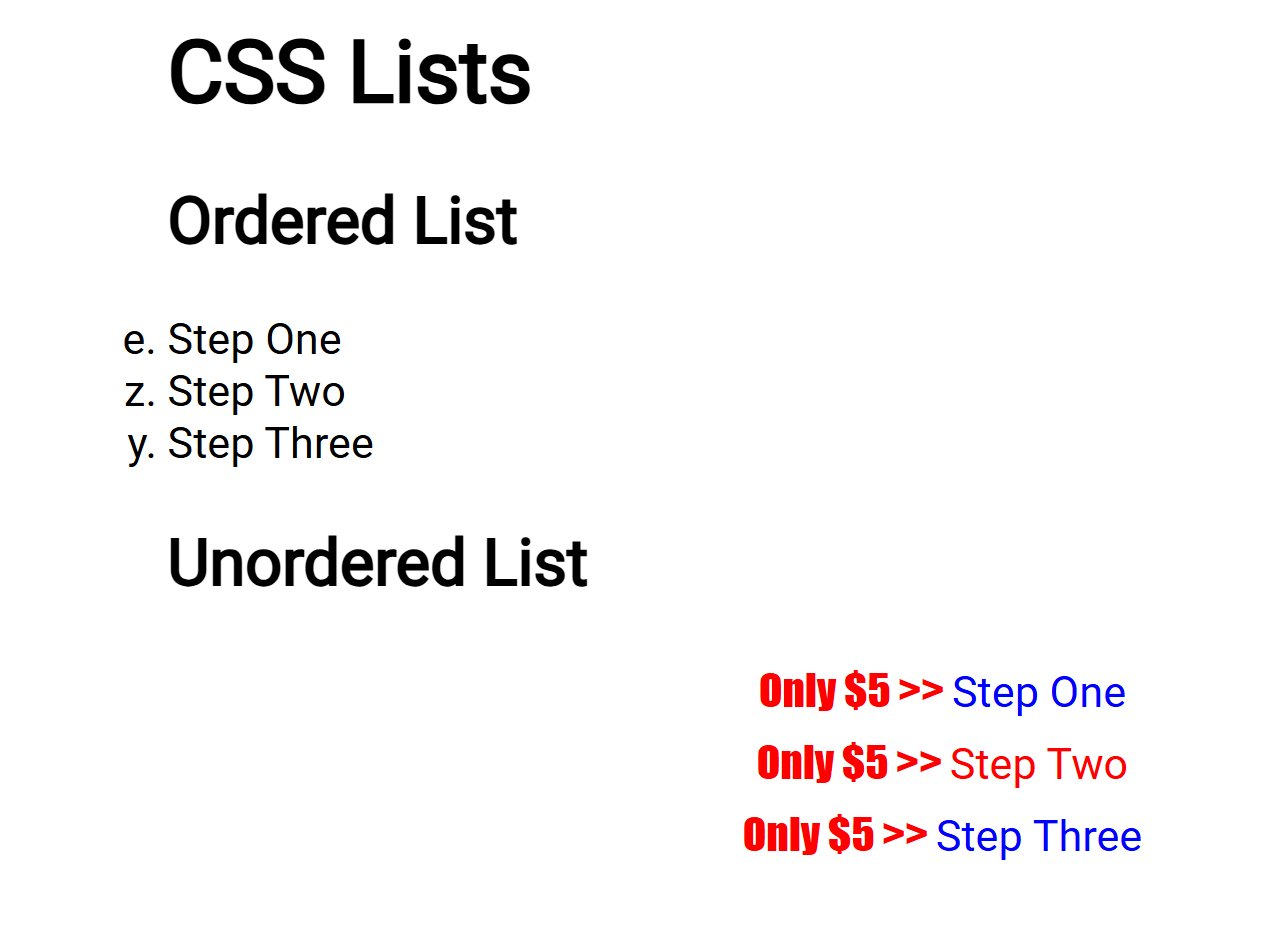 CSS Lists
Ordered List
e. Step One
z. Step Two
y. Step Three
Unordered List
Only $5 >> Step One
Only $5 >> Step Two
Only $5 >> Step Three